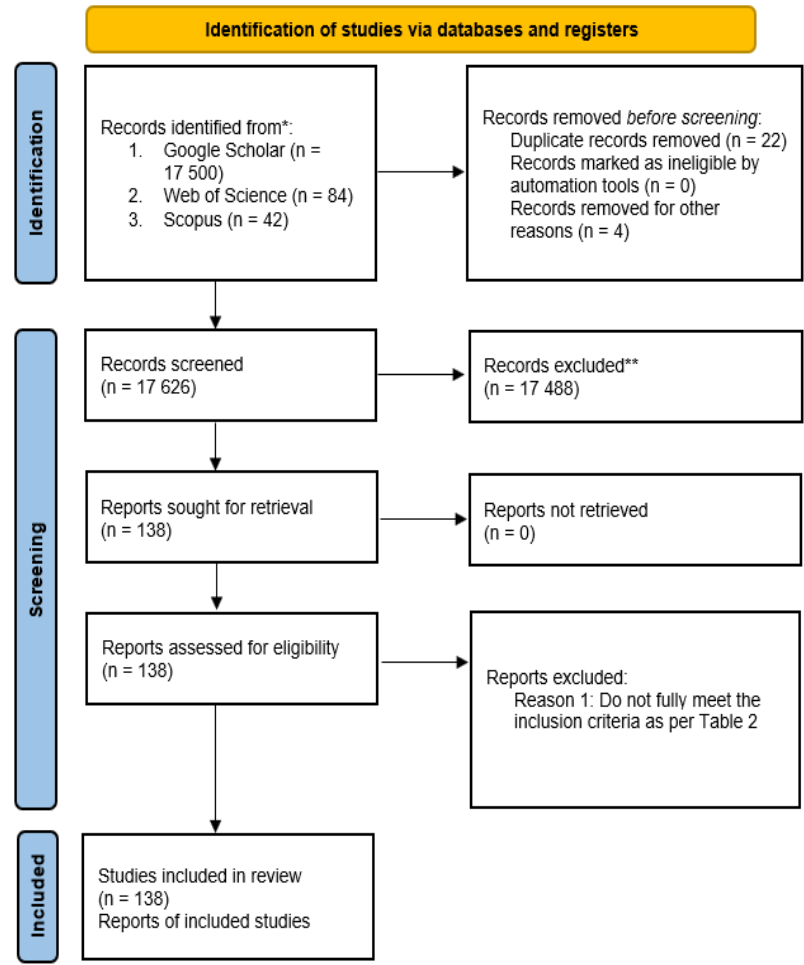 Identification of studies via databases and registers
Identification
Records identified from*:
1. Google Scholar (n =
17 500)
2. Web of Science (n = 84)
3. Scopus (n = 42)
Records removed before screening:
Duplicate records removed (n = 22)
Records marked as ineligible by
automation tools (n = 0)
Records removed for other
reasons (n = 4)
Screening
Records screened
(n = 17 626)
Records excluded**
(n = 17 488)
Reports sought for retrieval
(n = 138)
Reports not retrieved
(n = 0)
Reports assessed for eligibility
(n = 138)
Reports excluded:
Reason 1: Do not fully meet the
inclusion criteria as per Table 2
Included
Studies included in review
(n = 138)
Reports of included studies